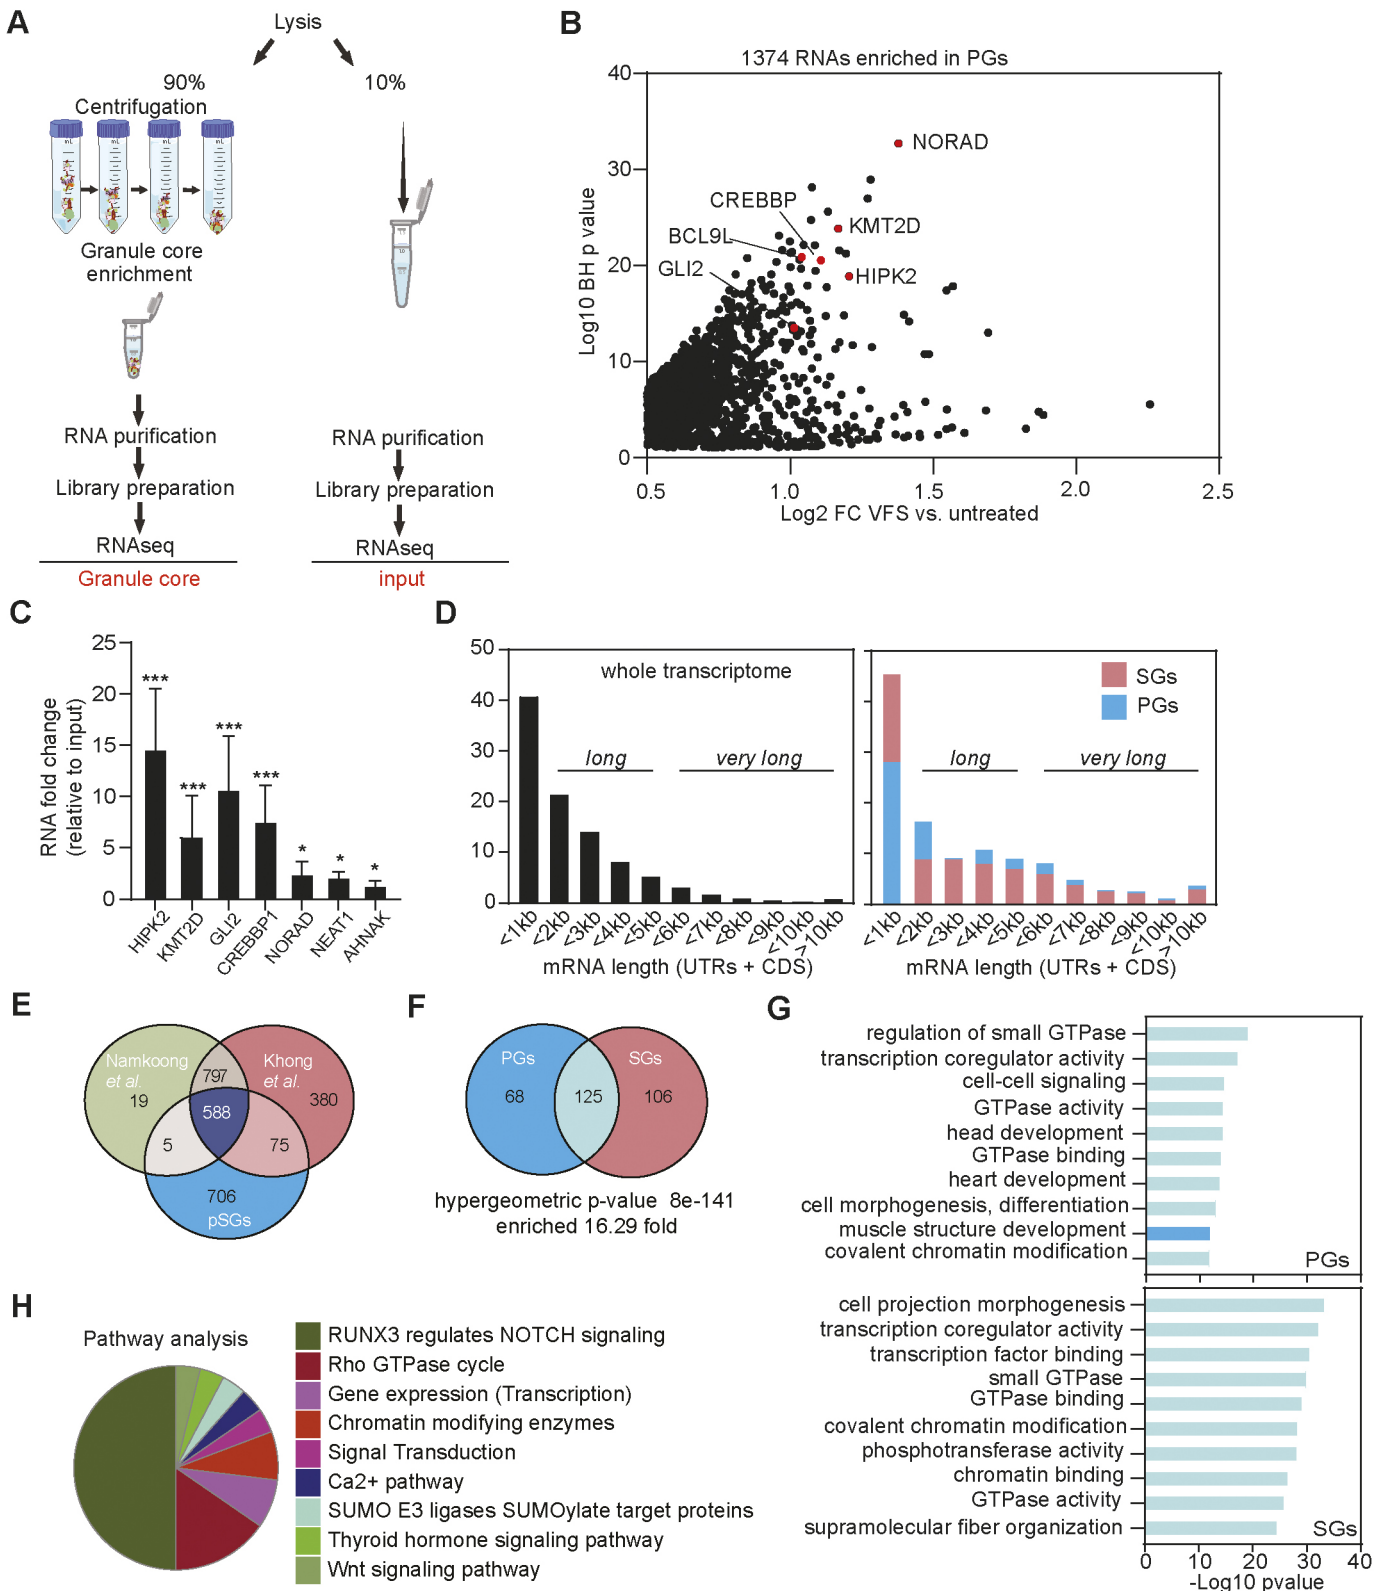 A
Lysis
90%
10%
Centrifugation
Granule core
enrichment
RNA purification
RNA purification
Library preparation
Library preparation
RNAseq
RNAseq
Granule core
input
B
1374 RNAs enriched in PGs
Log10 BH p value
40
30
20
10
0
NORAD
CREBBP
KMT2D
BCL9L
GLI2
HIPK2
0.5
1.0
1.5
2.0
2.5
Log2 FC VFS vs. untreated
C
RNA fold change
(relative to input)
25
20
15
10
5
0
***
***
***
***
*
*
*
HIPK2
KMT2D
GLI2
CREBBP1
NORAD
NEAT1
AHNAK
D
50
40
30
20
10
0
whole transcriptome
long
very long
<1kb
<2kb
<3kb
<4kb
<5kb
<6kb
<7kb
<8kb
<9kb
<10kb
>10kb
mRNA length (UTRs + CDS)
SGs
PGs
long
very long
<1kb
<2kb
<3kb
<4kb
<5kb
<6kb
<7kb
<8kb
<9kb
<10kb
>10kb
mRNA length (UTRs + CDS)
E
Namkoong
et al.
19
797
Khong
et al.
380
588
5
75
706
pSGs
F
PGs
SGs
68
125
106
hypergeometric p-value 8e-141
enriched 16.29 fold
G
regulation of small GTPase
transcription coregulator activity
cell-cell signaling
GTPase activity
head development
GTPase binding
heart development
cell morphogenesis, differentiation
muscle structure development
covalent chromatin modification
PGs
cell projection morphogenesis
transcription coregulator activity
transcription factor binding
small GTPase
GTPase binding
covalent chromatin modification
phosphotransferase activity
chromatin binding
GTPase activity
supramolecular fiber organization
SGs
0
10
20
30
40
-Log10 pvalue
H
Pathway analysis
RUNX3 regulates NOTCH signaling
Rho GTPase cycle
Gene expression (Transcription)
Chromatin modifying enzymes
Signal Transduction
Ca2+ pathway
SUMO E3 ligases SUMOylate target proteins
Thyroid hormone signaling pathway
Wnt signaling pathway